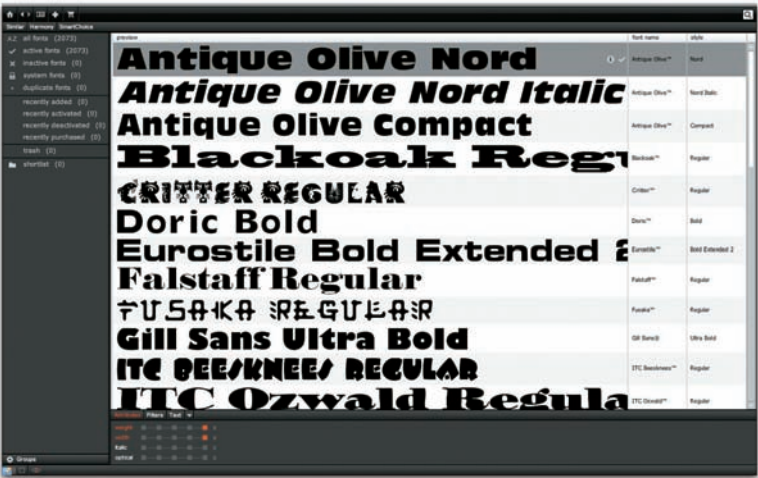 Similar Harmony SmartChoice
preview font name style
A.Z all fonts (2073)
active fonts (2073)
inactive fonts (0)
system fonts (0)
duplicate fonts (0)
recently added (0)
recently activated (0)
recently deactivated (0)
recently purchased (0)
trash (0)
shortlist (0)
Antique Olive Nord Antique Olive™ Nord
Antique Olive Nord Italic Antique Olive™ Nord Italic
Antique Olive Compact Antique Olive™ Compact
Blackoak Regu Blackoak™ Regular
CRITTER REGULAR Critter™ Regular
Doric Bold Doric™ Bold
Eurostile Bold Extended 2 Eurostile™ Bold Extended 2
Falstaff Regular Falstaff™ Regular
FUSAKA REGULAR Fusaka™ Regular
Gill Sans Ultra Bold Gill Sans® Ultra Bold
ITC BEESKNEES REGULAR ITC Beesknees™ Regular
ITC Ozwald Regula ITC Ozwald™ Regular
Attributes Filters Text
weight
width
italic
optical
Groups